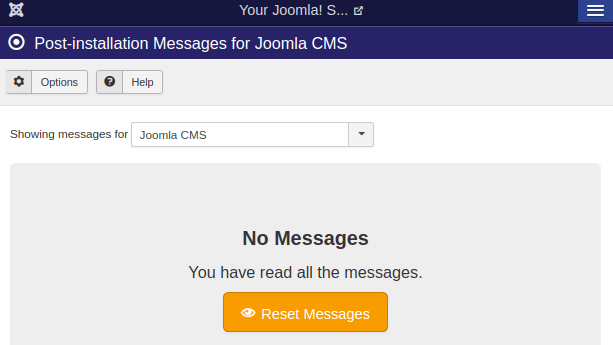 Your Joomla! S...
Post-installation Messages for Joomla CMS
Options Help
Showing messages for Joomla CMS
No Messages
You have read all the messages.
Reset Messages